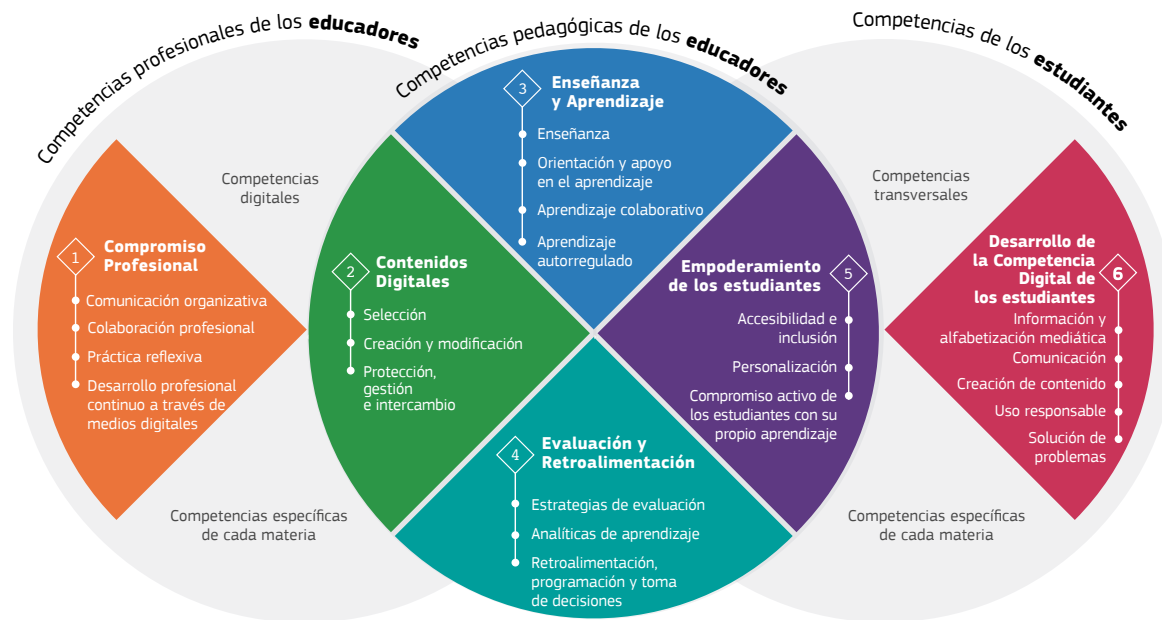 Competencias profesionales de los educadores
Competencias pedagógicas de los educadores
Competencias de los estudiantes
Competencias
digitales
Competencias específicas
de cada materia
1
Compromiso
Profesional
Comunicación organizativa
Colaboración profesional
Práctica reflexiva
Desarrollo profesional
continuo a través de
medios digitales
2
Contenidos
Digitales
Selección
Creación y modificación
Protección,
gestión
e intercambio
3
Enseñanza
y Aprendizaje
Enseñanza
Orientación y apoyo
en el aprendizaje
Aprendizaje colaborativo
Aprendizaje
autorregulado
4
Evaluación y
Retroalimentación
Estrategias de evaluación
Analíticas de aprendizaje
Retroalimentación,
programación y toma
de decisiones
5
Empoderamiento
de los estudiantes
Accesibilidad e
inclusión
Personalización
Compromiso activo de
los estudiantes con su
propio aprendizaje
Competencias
transversales
Competencias específicas
de cada materia
6
Desarrollo de
la Competencia
Digital de
los estudiantes
Información y
alfabetización mediática
Comunicación
Creación de contenido
Uso responsable
Solución de
problemas